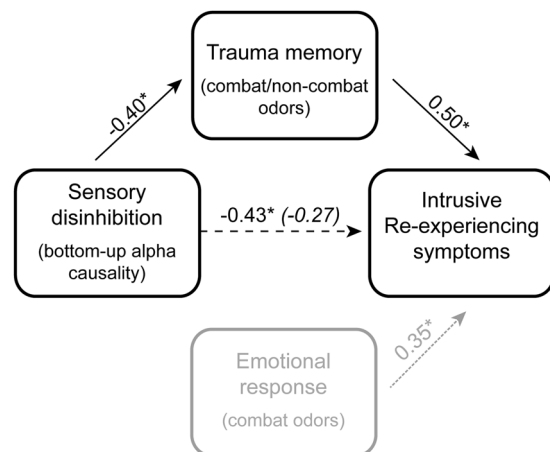 Trauma memory
(combat/non-combat
odors)
-0.40*
0.50*
Sensory
disinhibition
(bottom-up alpha
causality)
-0.43* (-0.27)
Intrusive
Re-experiencing
symptoms
0.35*
Emotional
response
(combat odors)